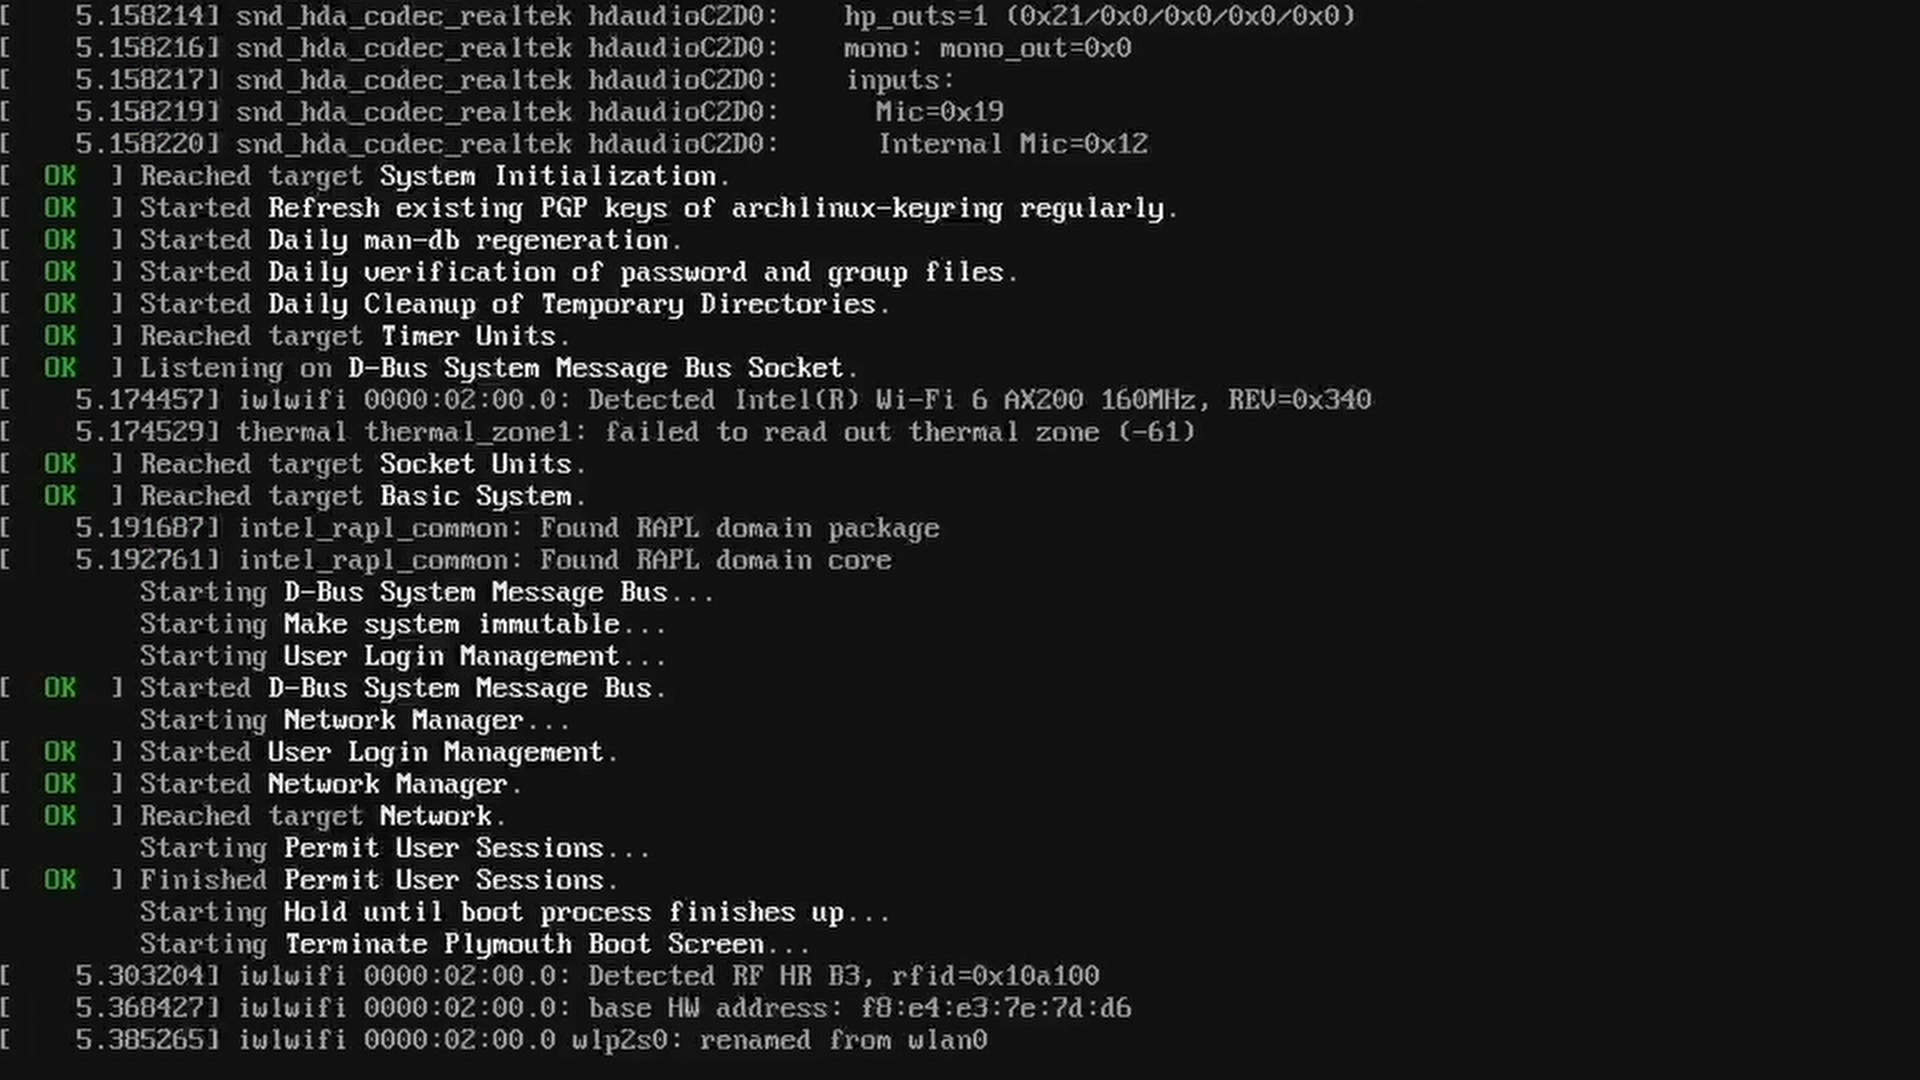 [    5.158214] snd_hda_codec_realtek hdaudioC2D0:    hp_outs=1 (0x21/0x0/0x0/0x0/0x0)
[    5.158216] snd_hda_codec_realtek hdaudioC2D0:    mono: mono_out=0x0
[    5.158217] snd_hda_codec_realtek hdaudioC2D0:    inputs:
[    5.158219] snd_hda_codec_realtek hdaudioC2D0:      Mic=0x19
[    5.158220] snd_hda_codec_realtek hdaudioC2D0:      Internal Mic=0x12
[  OK  ] Reached target System Initialization.
[  OK  ] Started Refresh existing PGP keys of archlinux-keyring regularly.
[  OK  ] Started Daily man-db regeneration.
[  OK  ] Started Daily verification of password and group files.
[  OK  ] Started Daily Cleanup of Temporary Directories.
[  OK  ] Reached target Timer Units.
[  OK  ] Listening on D-Bus System Message Bus Socket.
[    5.174457] iwlwifi 0000:02:00.0: Detected Intel(R) Wi-Fi 6 AX200 160MHz, REV=0x340
[    5.174529] thermal thermal_zone1: failed to read out thermal zone (-61)
[  OK  ] Reached target Socket Units.
[  OK  ] Reached target Basic System.
[    5.191687] intel_rapl_common: Found RAPL domain package
[    5.192761] intel_rapl_common: Found RAPL domain core
         Starting D-Bus System Message Bus...
         Starting Make system immutable...
         Starting User Login Management...
[  OK  ] Started D-Bus System Message Bus.
         Starting Network Manager...
[  OK  ] Started User Login Management.
[  OK  ] Started Network Manager.
[  OK  ] Reached target Network.
         Starting Permit User Sessions...
[  OK  ] Finished Permit User Sessions.
         Starting Hold until boot process finishes up...
         Starting Terminate Plymouth Boot Screen...
[    5.303204] iwlwifi 0000:02:00.0: Detected RF HR B3, rfid=0x10a100
[    5.368427] iwlwifi 0000:02:00.0: base HW address: f8:e4:e3:7e:7d:d6
[    5.385265] iwlwifi 0000:02:00.0 wlp2s0: renamed from wlan0